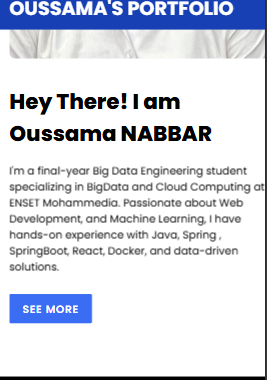 OUSSAMA'S PORTFOLIO
Hey There! I am
Oussama NABBAR
I'm a final-year Big Data Engineering student
specializing in BigData and Cloud Computing at
ENSET Mohammedia. Passionate about Web
Development, and Machine Learning, I have
hands-on experience with Java, Spring ,
SpringBoot, React, Docker, and data-driven
solutions.
SEE MORE